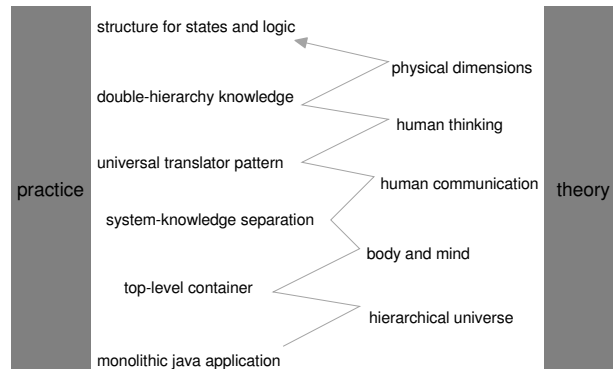 structure for states and logic
physical dimensions
double-hierarchy knowledge
human thinking
universal translator pattern
practice
human communication
theory
system-knowledge separation
body and mind
top-level container
hierarchical universe
monolithic java application